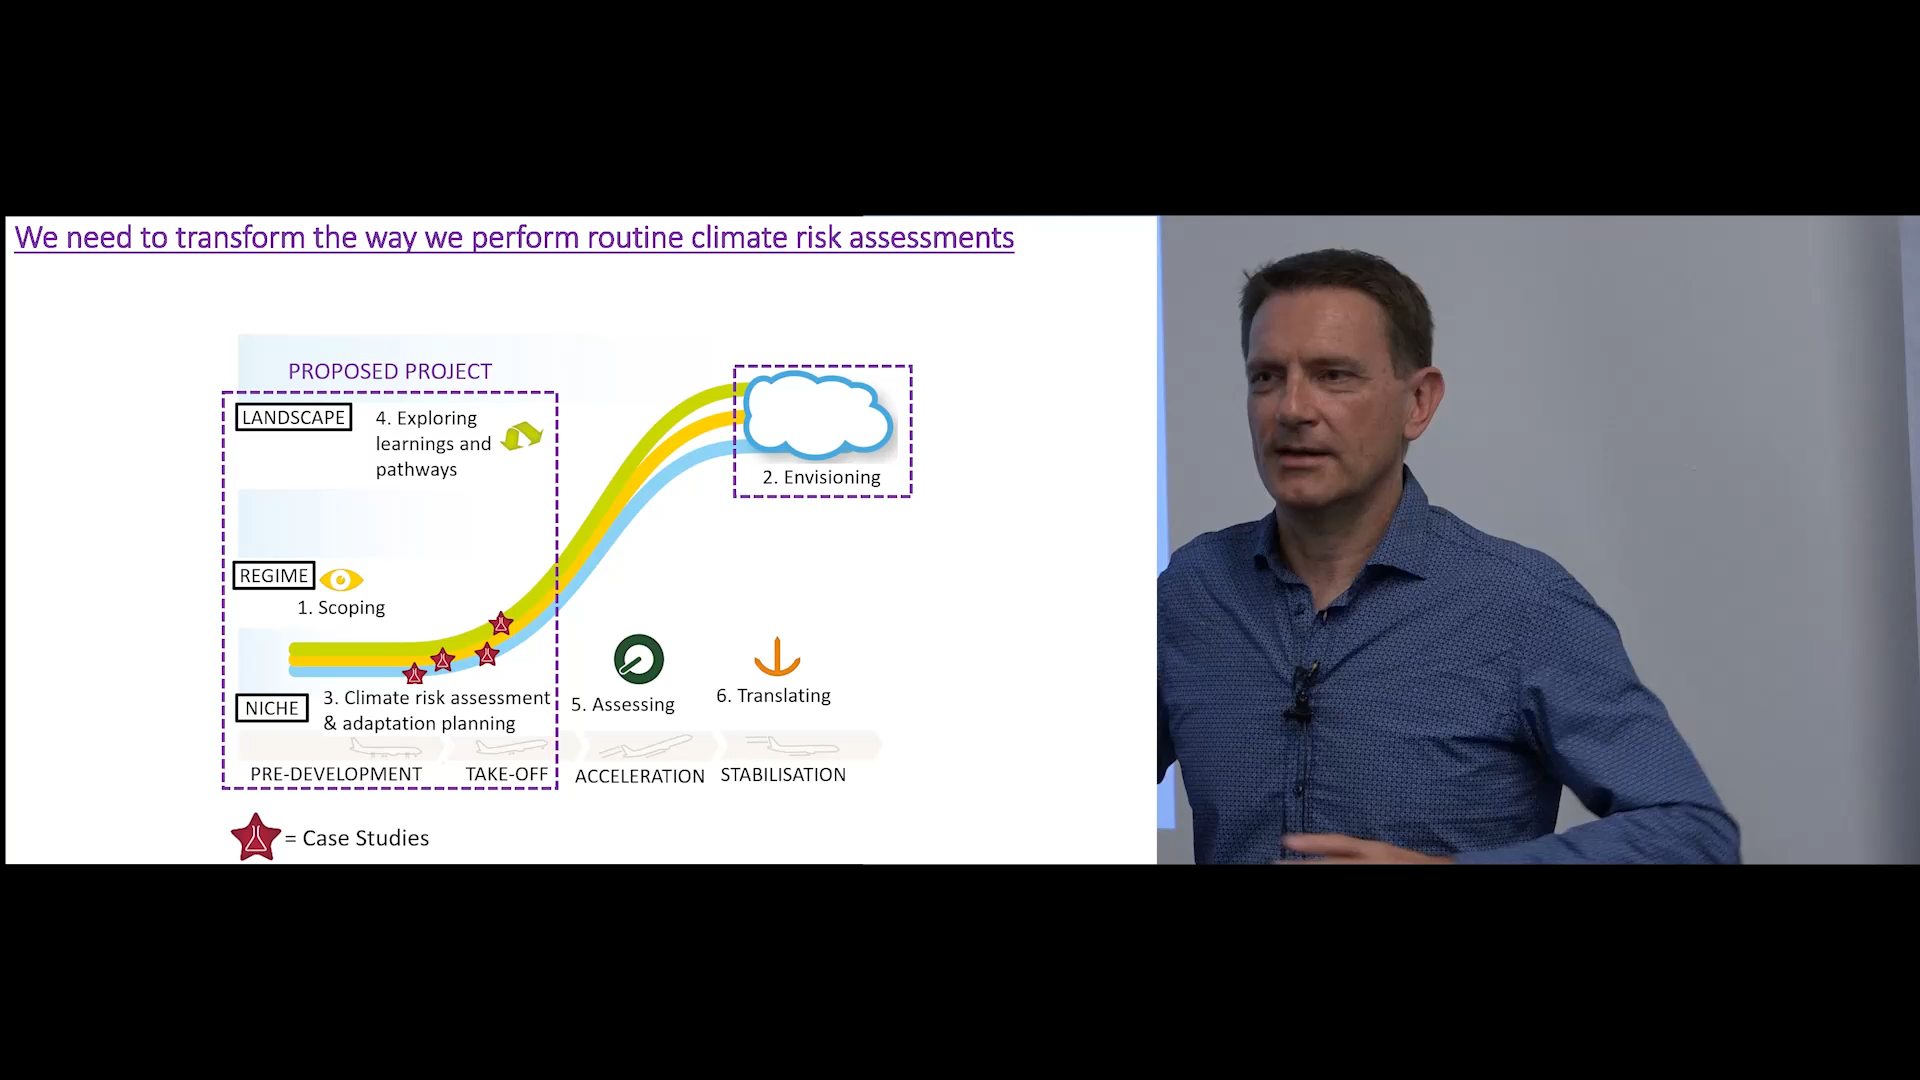 We need to transform the way we perform routine climate risk assessments
PROPOSED PROJECT
LANDSCAPE
4. Exploring
learnings and
pathways
2. Envisioning
REGIME
1. Scoping
NICHE
3. Climate risk assessment
& adaptation planning
5. Assessing
6. Translating
PRE-DEVELOPMENT
TAKE-OFF
ACCELERATION
STABILISATION
= Case Studies